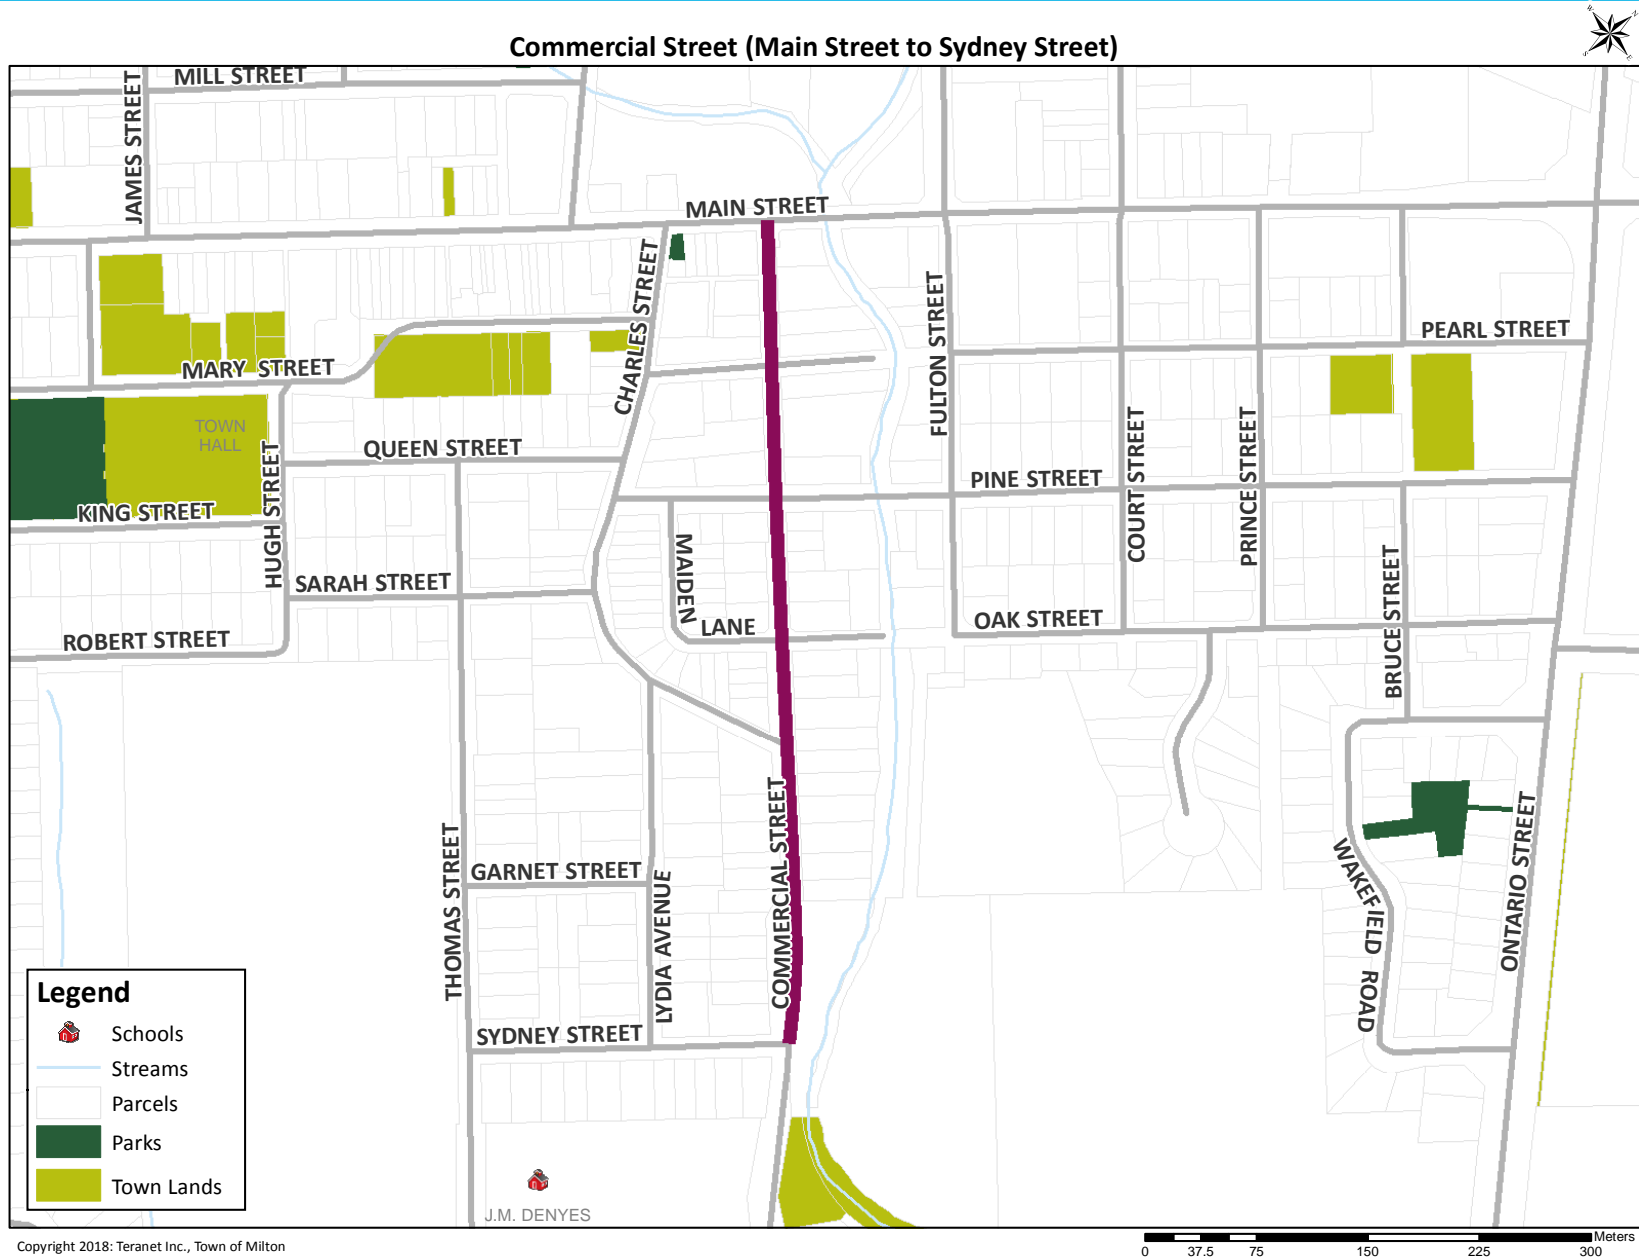 Commercial Street (Main Street to Sydney Street)
W
N
S
E
MILL STREET
JAMES STREET
MAIN STREET
CHARLES STREET
FULTON STREET
PEARL STREET
MARY STREET
TOWN
HALL
QUEEN STREET
PINE STREET
COURT STREET
PRINCE STREET
KING STREET
HUGH STREET
MAIDEN
LANE
SARAH STREET
OAK STREET
BRUCE STREET
ROBERT STREET
COMMERCIAL STREET
THOMAS STREET
GARNET STREET
LYDIA AVENUE
WAKEFIELD ROAD
ONTARIO STREET
SYDNEY STREET
Legend
Schools
Streams
Parcels
Parks
Town Lands
J.M. DENYES
Copyright 2018: Teranet Inc., Town of Milton
Meters
0 37.5 75 150 225 300